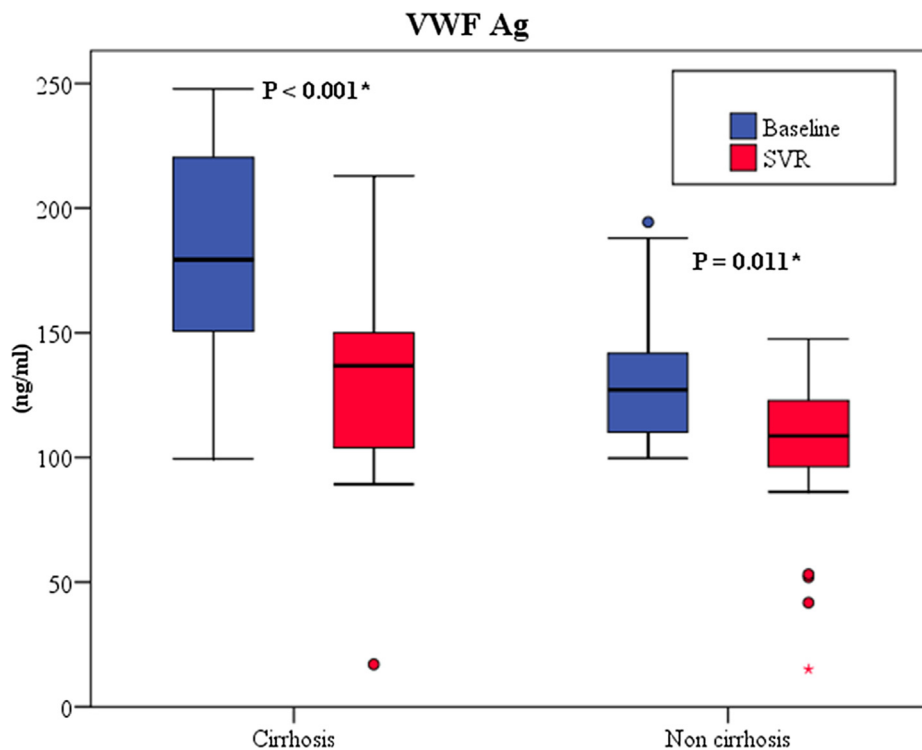 VWF Ag
250
P < 0.001*
Baseline
SVR
200
P = 0.011*
150
(ng/ml)
100
50
0
Cirrhosis
Non cirrhosis